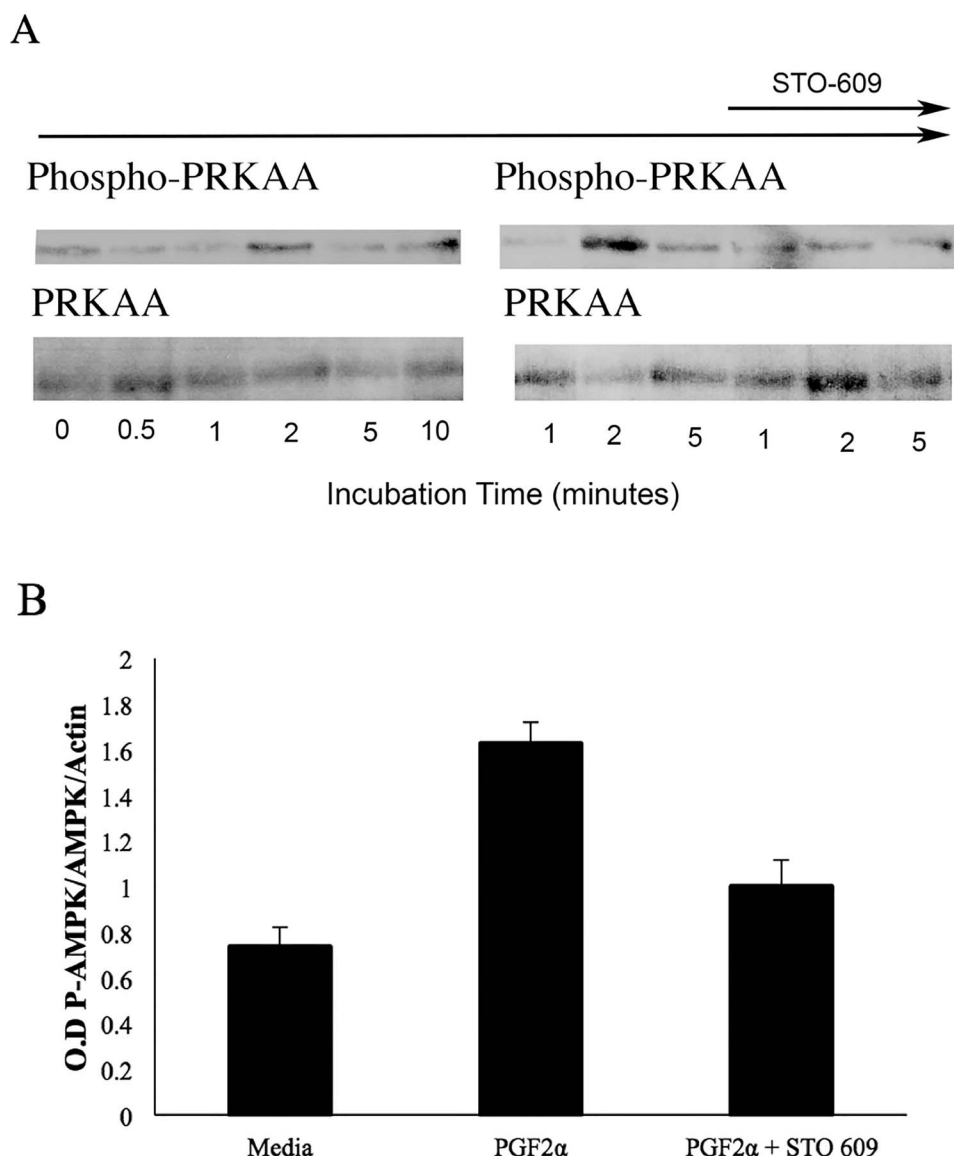 A
STO-609
Phospho-PRKAA
Phospho-PRKAA
PRKAA
PRKAA
0 0.5 1 2 5 10
1 2 5 1 2 5
Incubation Time (minutes)
B
O.D P-AMPK/AMPK/Actin
2
1.8
1.6
1.4
1.2
1
0.8
0.6
0.4
0.2
0
Media PGF2α PGF2α + STO 609